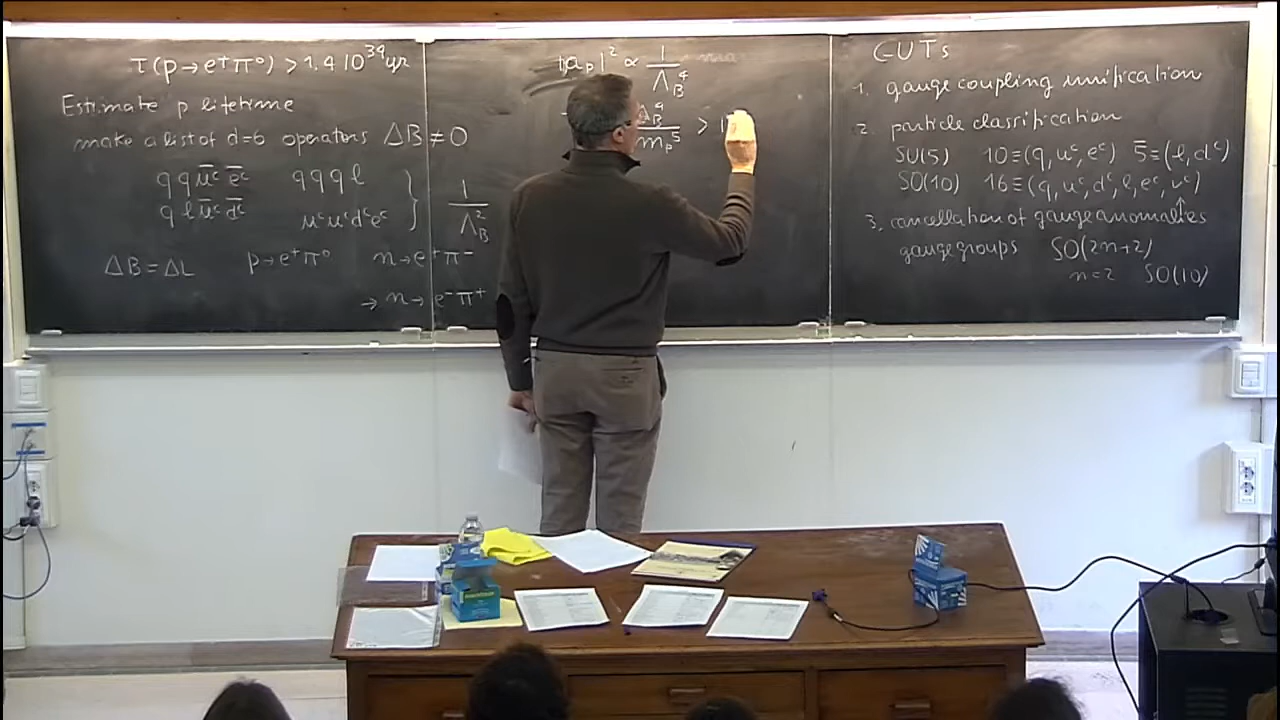 τ(p→e⁺π⁰) > 1.4 10³⁴ yr
Estimate p lifetime
make a list of d=6 operators ΔB≠0
q q ū^c ē^c q q q l
q l ū^c d̄^c u^c u^c d^c e^c
1/Λ_B²
ΔB = ΔL p→e⁺π⁰ n→e⁺π⁻
→ n→e⁻π⁺
|a_p|² ∝ 1/Λ_B⁴
Λ_B⁴/m_p⁵ > 1
GUTs
1. gauge coupling unification
2. particle classification
SU(5) 10≡(q, u^c, e^c) 5̄≡(l, d^c)
SO(10) 16≡(q, u^c, d^c, l, e^c, ν^c)
↑
3. cancellation of gauge anomalies
gauge groups SO(2n+2)
n=2 SO(10)